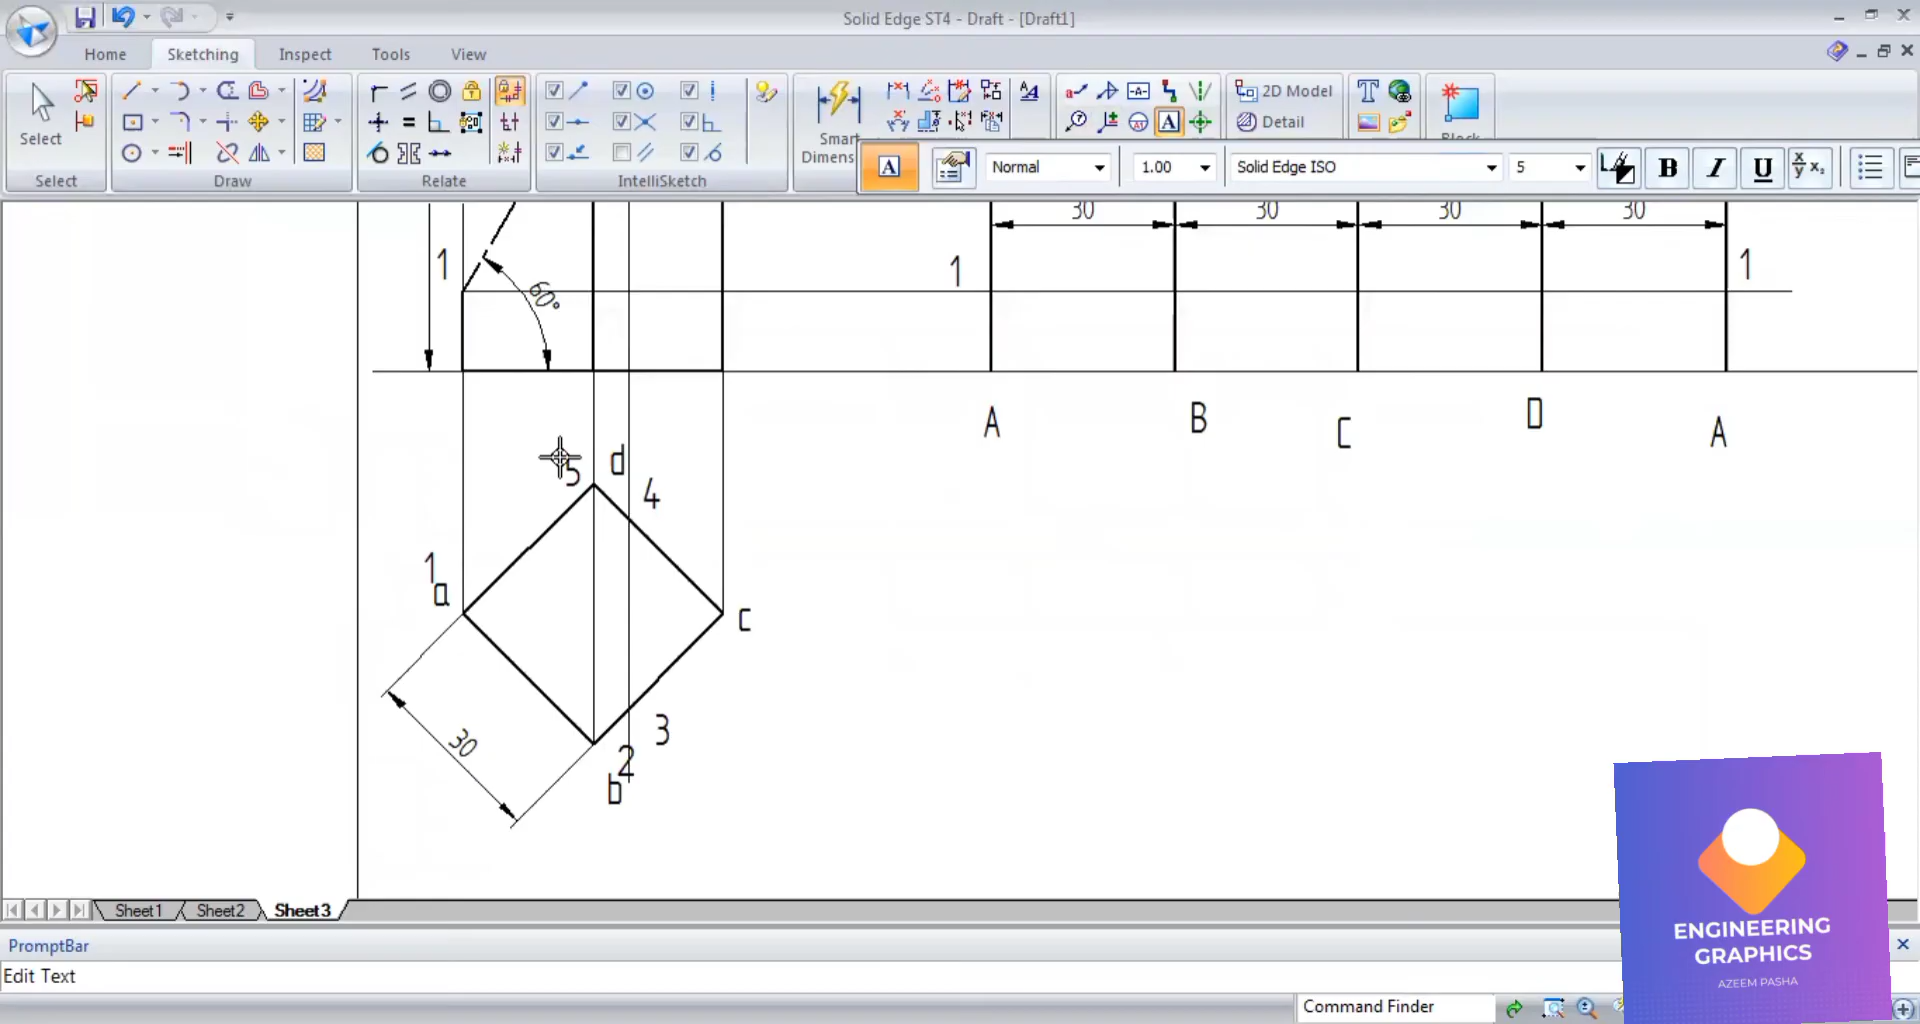 Solid Edge ST4 - Draft - [Draft1]
Home Sketching Inspect Tools View
Select
Select
Draw
Relate
IntelliSketch
Smart
Dimens
2D Model
Detail
Normal 1.00 Solid Edge ISO 5 B I U
30 30 30 30
1 60° 1 1
A B C D A
5 d 4
1
a c
30
3
2
b
Sheet1 Sheet2 Sheet3
PromptBar
Edit Text
Command Finder
ENGINEERING
GRAPHICS
AZEEM PASHA